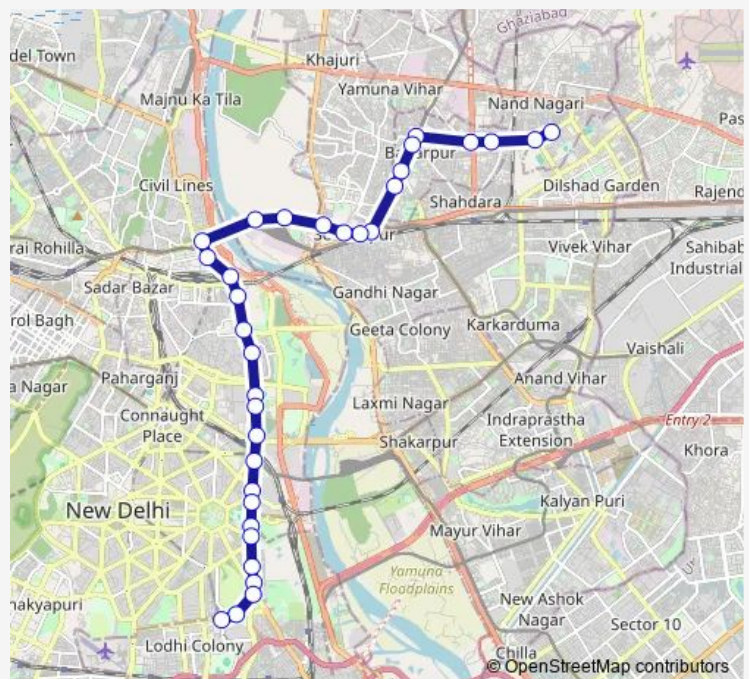 Ghaziabad
del Town
Khajuri
Yamuna Vihar
Majnu Ka Tila
Nand Nagari
Pas
Civil Lines
Dilshad Garden
Shahdara
Rajend
rai Rohilla
Vivek Vihar
Sahibab
Industrial
Sadar Bazar
Gandhi Nagar
rol Bagh
Geeta Colony
Karkarduma
Vaishali
a Nagar
Paharganj
Anand Vihar
Connaught
Place
Laxmi Nagar
Indraprastha
Extension
Entry 2
Shakarpur
Khora
New Delhi
Kalyan Puri
Mayur Vihar
Yamuna
Floodplains
nakyapuri
New Ashok
Nagar
Sector 10
Lodhi Colony
Chilla
© OpenStreetMap contributors